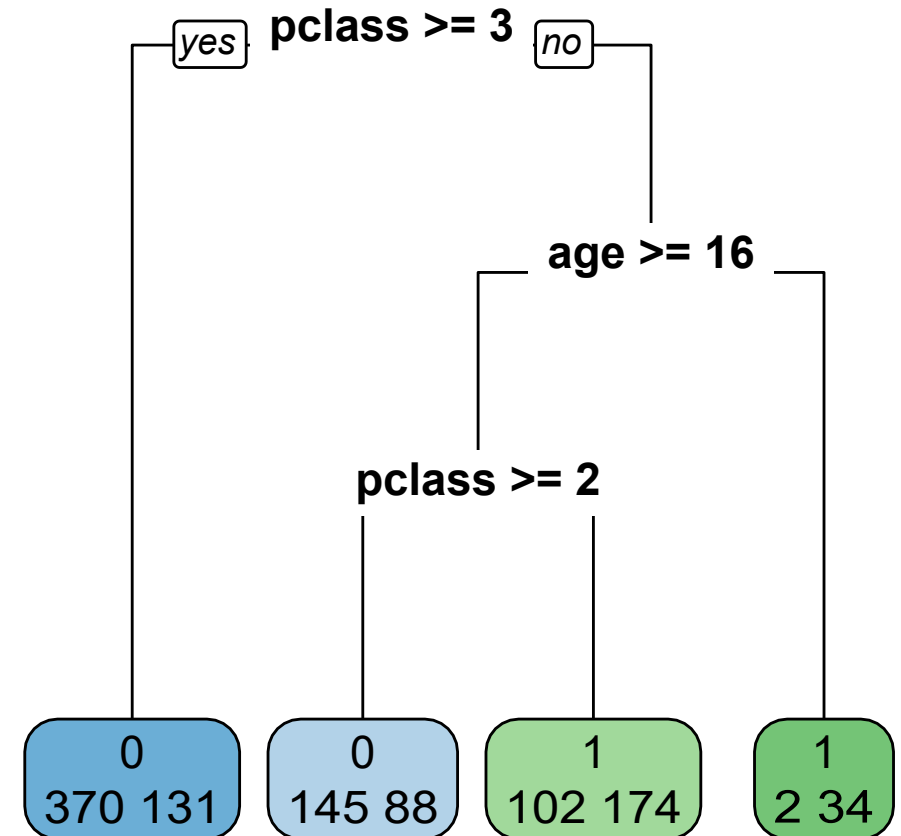 yes pclass >= 3 no
age >= 16
pclass >= 2
0 0 1 1
370 131 145 88 102 174 2 34